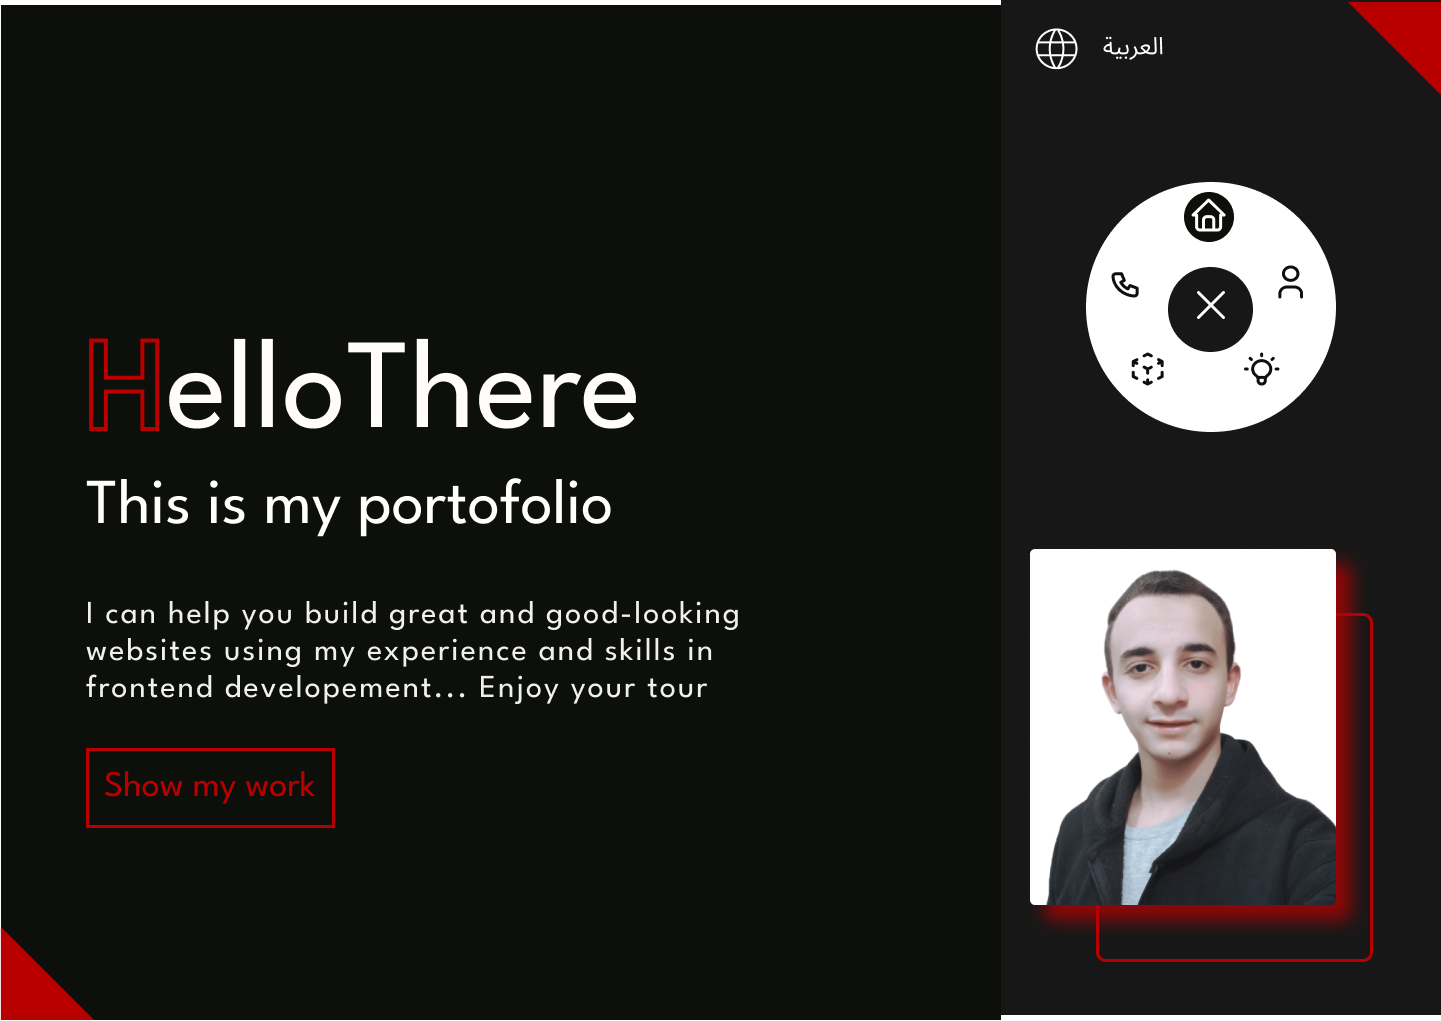 العربية
HelloThere
This is my portofolio
I can help you build great and good-looking
websites using my experience and skills in
frontend developement... Enjoy your tour
Show my work